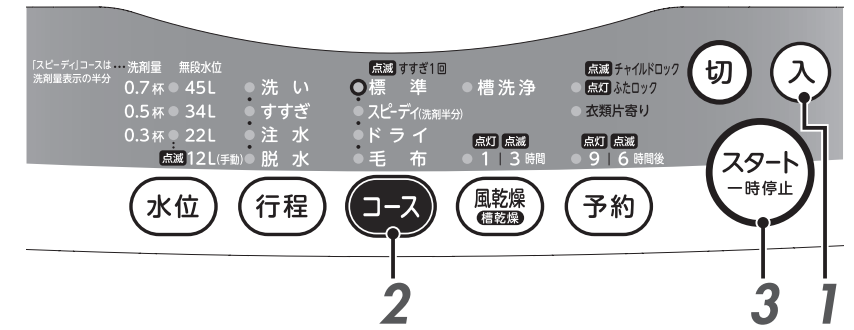 「スピーディ」コースは…
洗剤量表示の半分
洗剤量 無段水位
0.7杯 45L
0.5杯 34L
0.3杯 22L
点滅 12L(手動)
洗い
すすぎ
注水
脱水
点滅 すすぎ1回
標準
スピーディ(洗剤半分)
ドライ
毛布
槽洗浄
点灯 点滅
1 | 3 時間
点滅 チャイルドロック
点灯 ふたロック
衣類片寄り
点灯 点滅
9 | 6 時間後
切
入
水位
行程
コース
風乾燥
槽乾燥
予約
スタート
一時停止
2
3
1